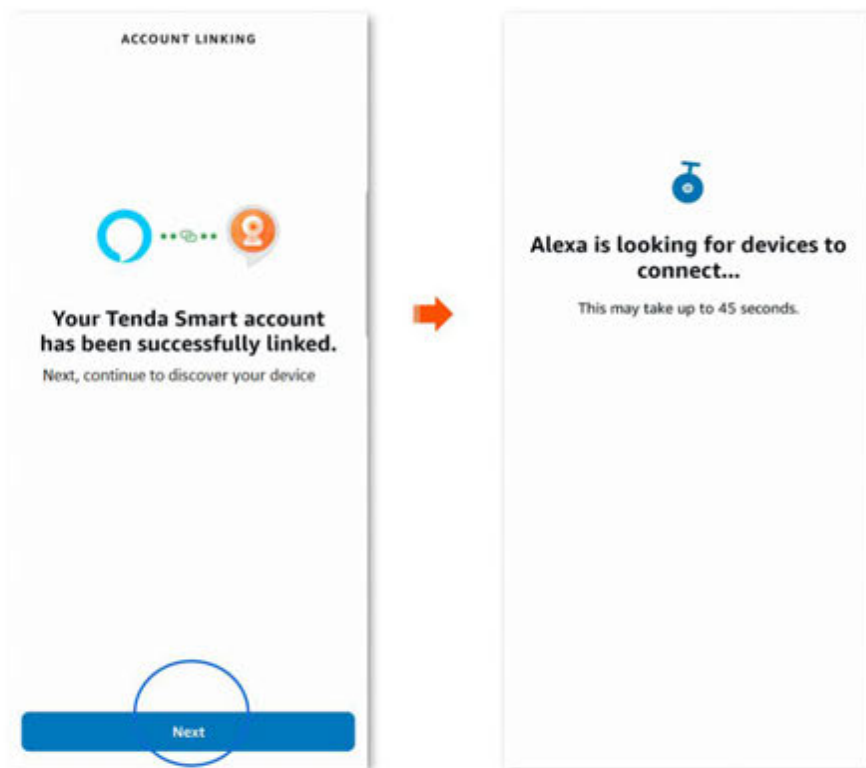 ACCOUNT LINKING
Your Tenda Smart account
has been successfully linked.
Next, continue to discover your device
Next
Alexa is looking for devices to
connect...
This may take up to 45 seconds.